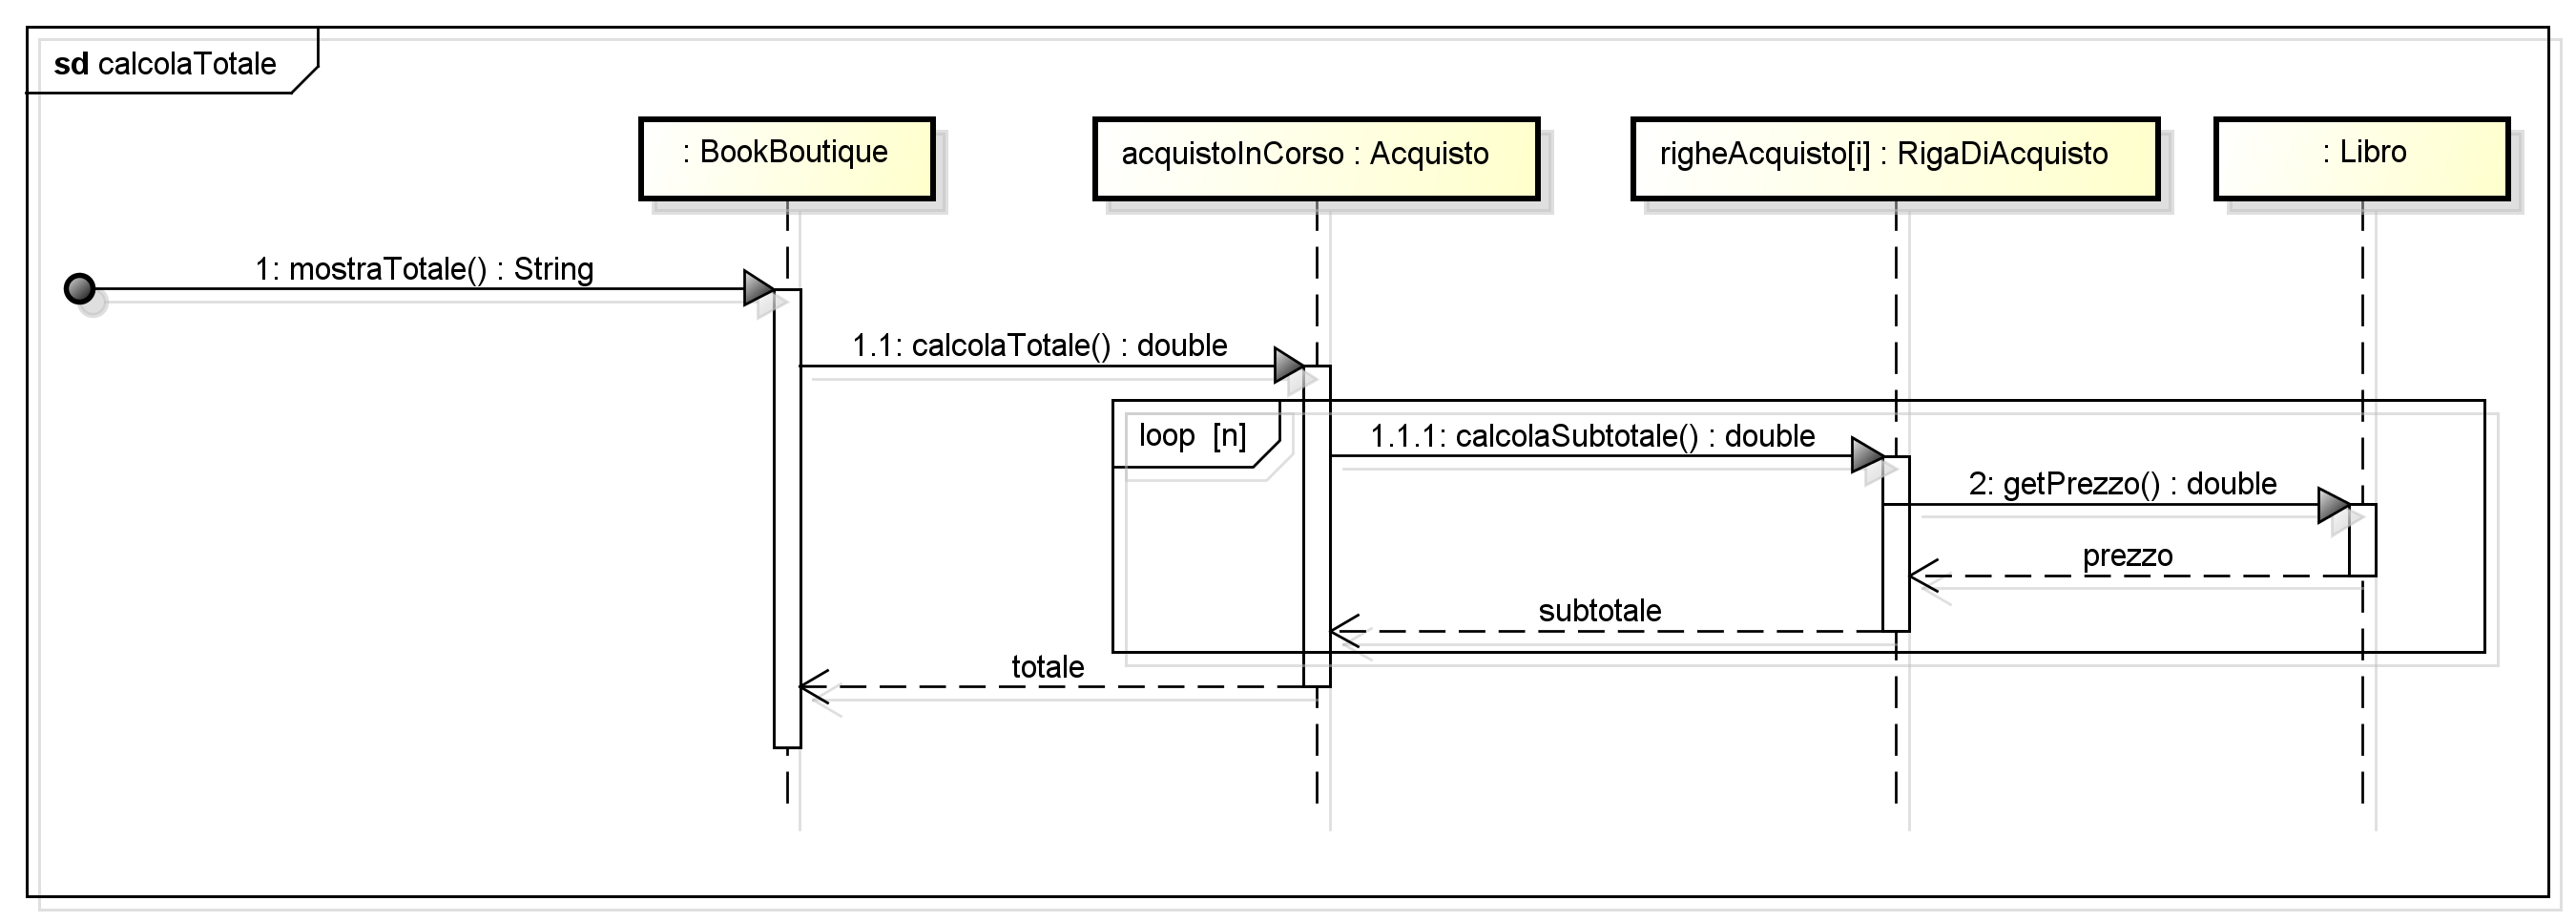 sd calcolaTotale
: BookBoutique
acquistoInCorso : Acquisto
righeAcquisto[i] : RigaDiAcquisto
: Libro
1: mostraTotale() : String
1.1: calcolaTotale() : double
loop [n]
1.1.1: calcolaSubtotale() : double
2: getPrezzo() : double
prezzo
subtotale
totale